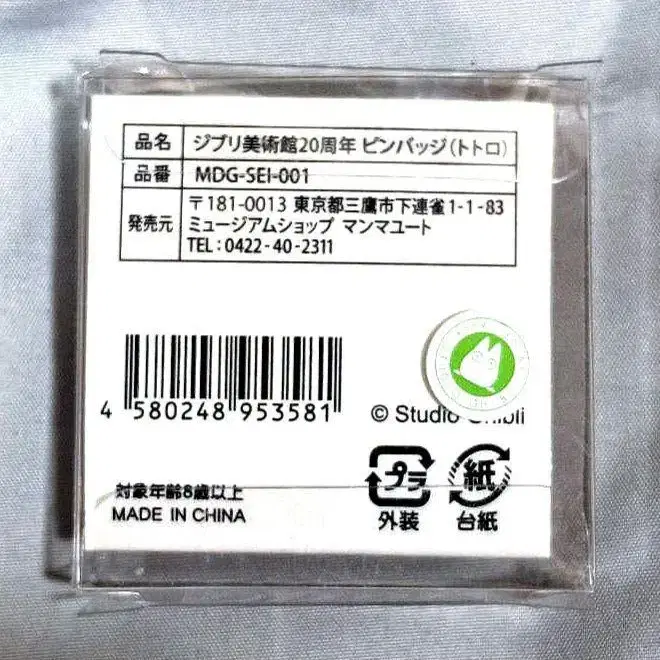 品名 ジブリ美術館20周年 ピンバッジ(トトロ)
品番 MDG-SEI-001
発売元 〒181-0013 東京都三鷹市下連雀1-1-83
ミュージアムショップ マンマユート
TEL:0422-40-2311
4 580248 953581
© Studio Ghibli
プラ 紙
外装 台紙
対象年齢8歳以上
MADE IN CHINA